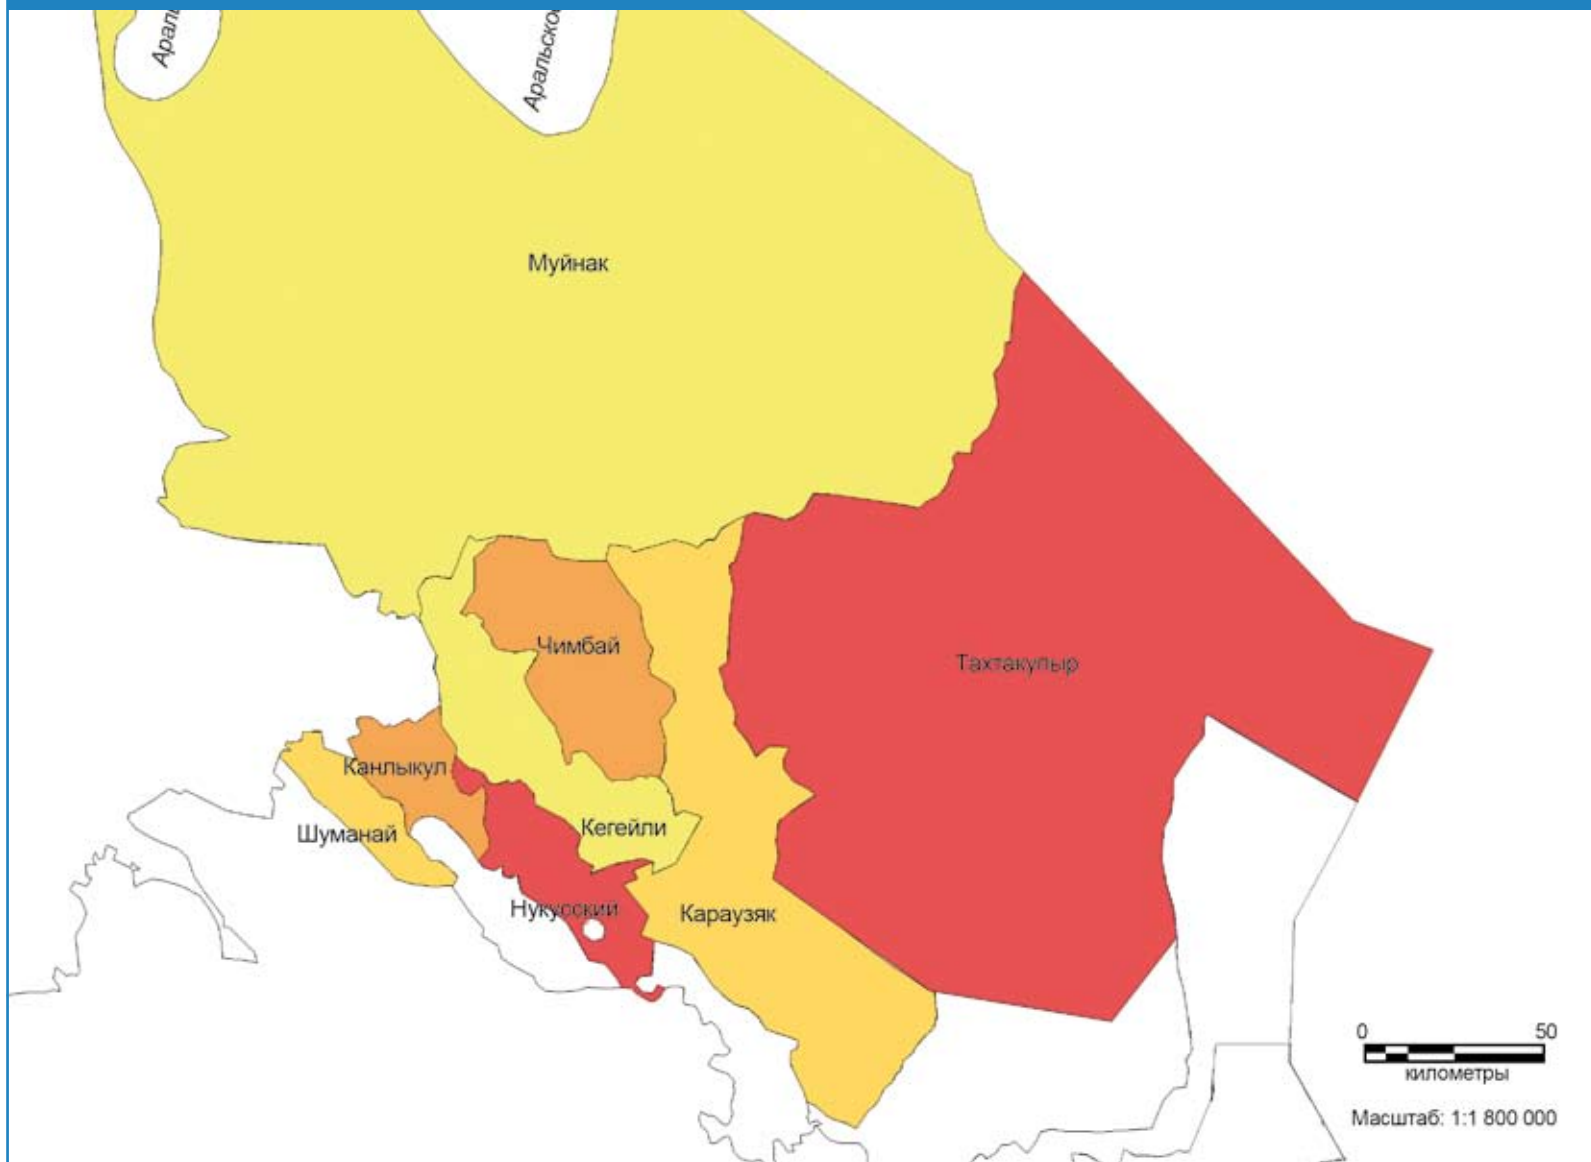 Арал
Аральско
Муйнак
Чимбай
Тахтакупыр
Канлыкул
Шуманай
Кегейли
Нукусский
Караузяк
0 50
километры
Масштаб: 1:1 800 000